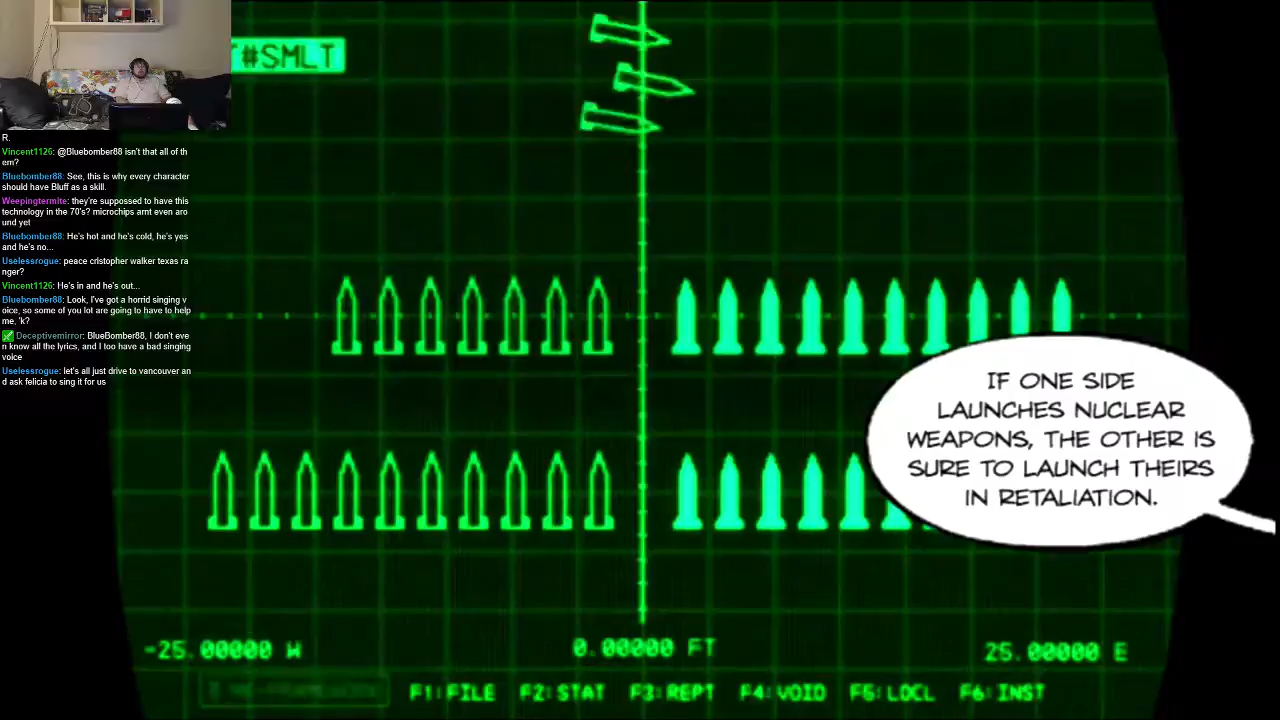 #SMLT
R.
Vincent1126: @Bluebomber88 isn't that all of th
em?
Bluebomber88: See, this is why every character
should have Bluff as a skill.
Weepingtermite: they're suppossed to have this
technology in the 70's? microchips arnt even aro
und yet
Bluebomber88: He's hot and he's cold, he's yes
and he's no...
Uselessrogue: peace cristopher walker texas ra
nger?
Vincent1126: He's in and he's out...
Bluebomber88: Look, I've got a horrid singing v
oice, so some of you lot are going to have to help
me, 'k?
Deceptivemirror: BlueBomber88, I don't eve
n know all the lyrics, and I too have a bad singing
voice
Uselessrogue: let's all just drive to vancouver an
d ask felicia to sing it for us
IF ONE SIDE
LAUNCHES NUCLEAR
WEAPONS, THE OTHER IS
SURE TO LAUNCH THEIRS
IN RETALIATION.
-25.00000 W
0.00000 FT
25.00000 E
F1:FILE F2:STAT F3:REPT F4:VOID F5:LOCL F6:INST